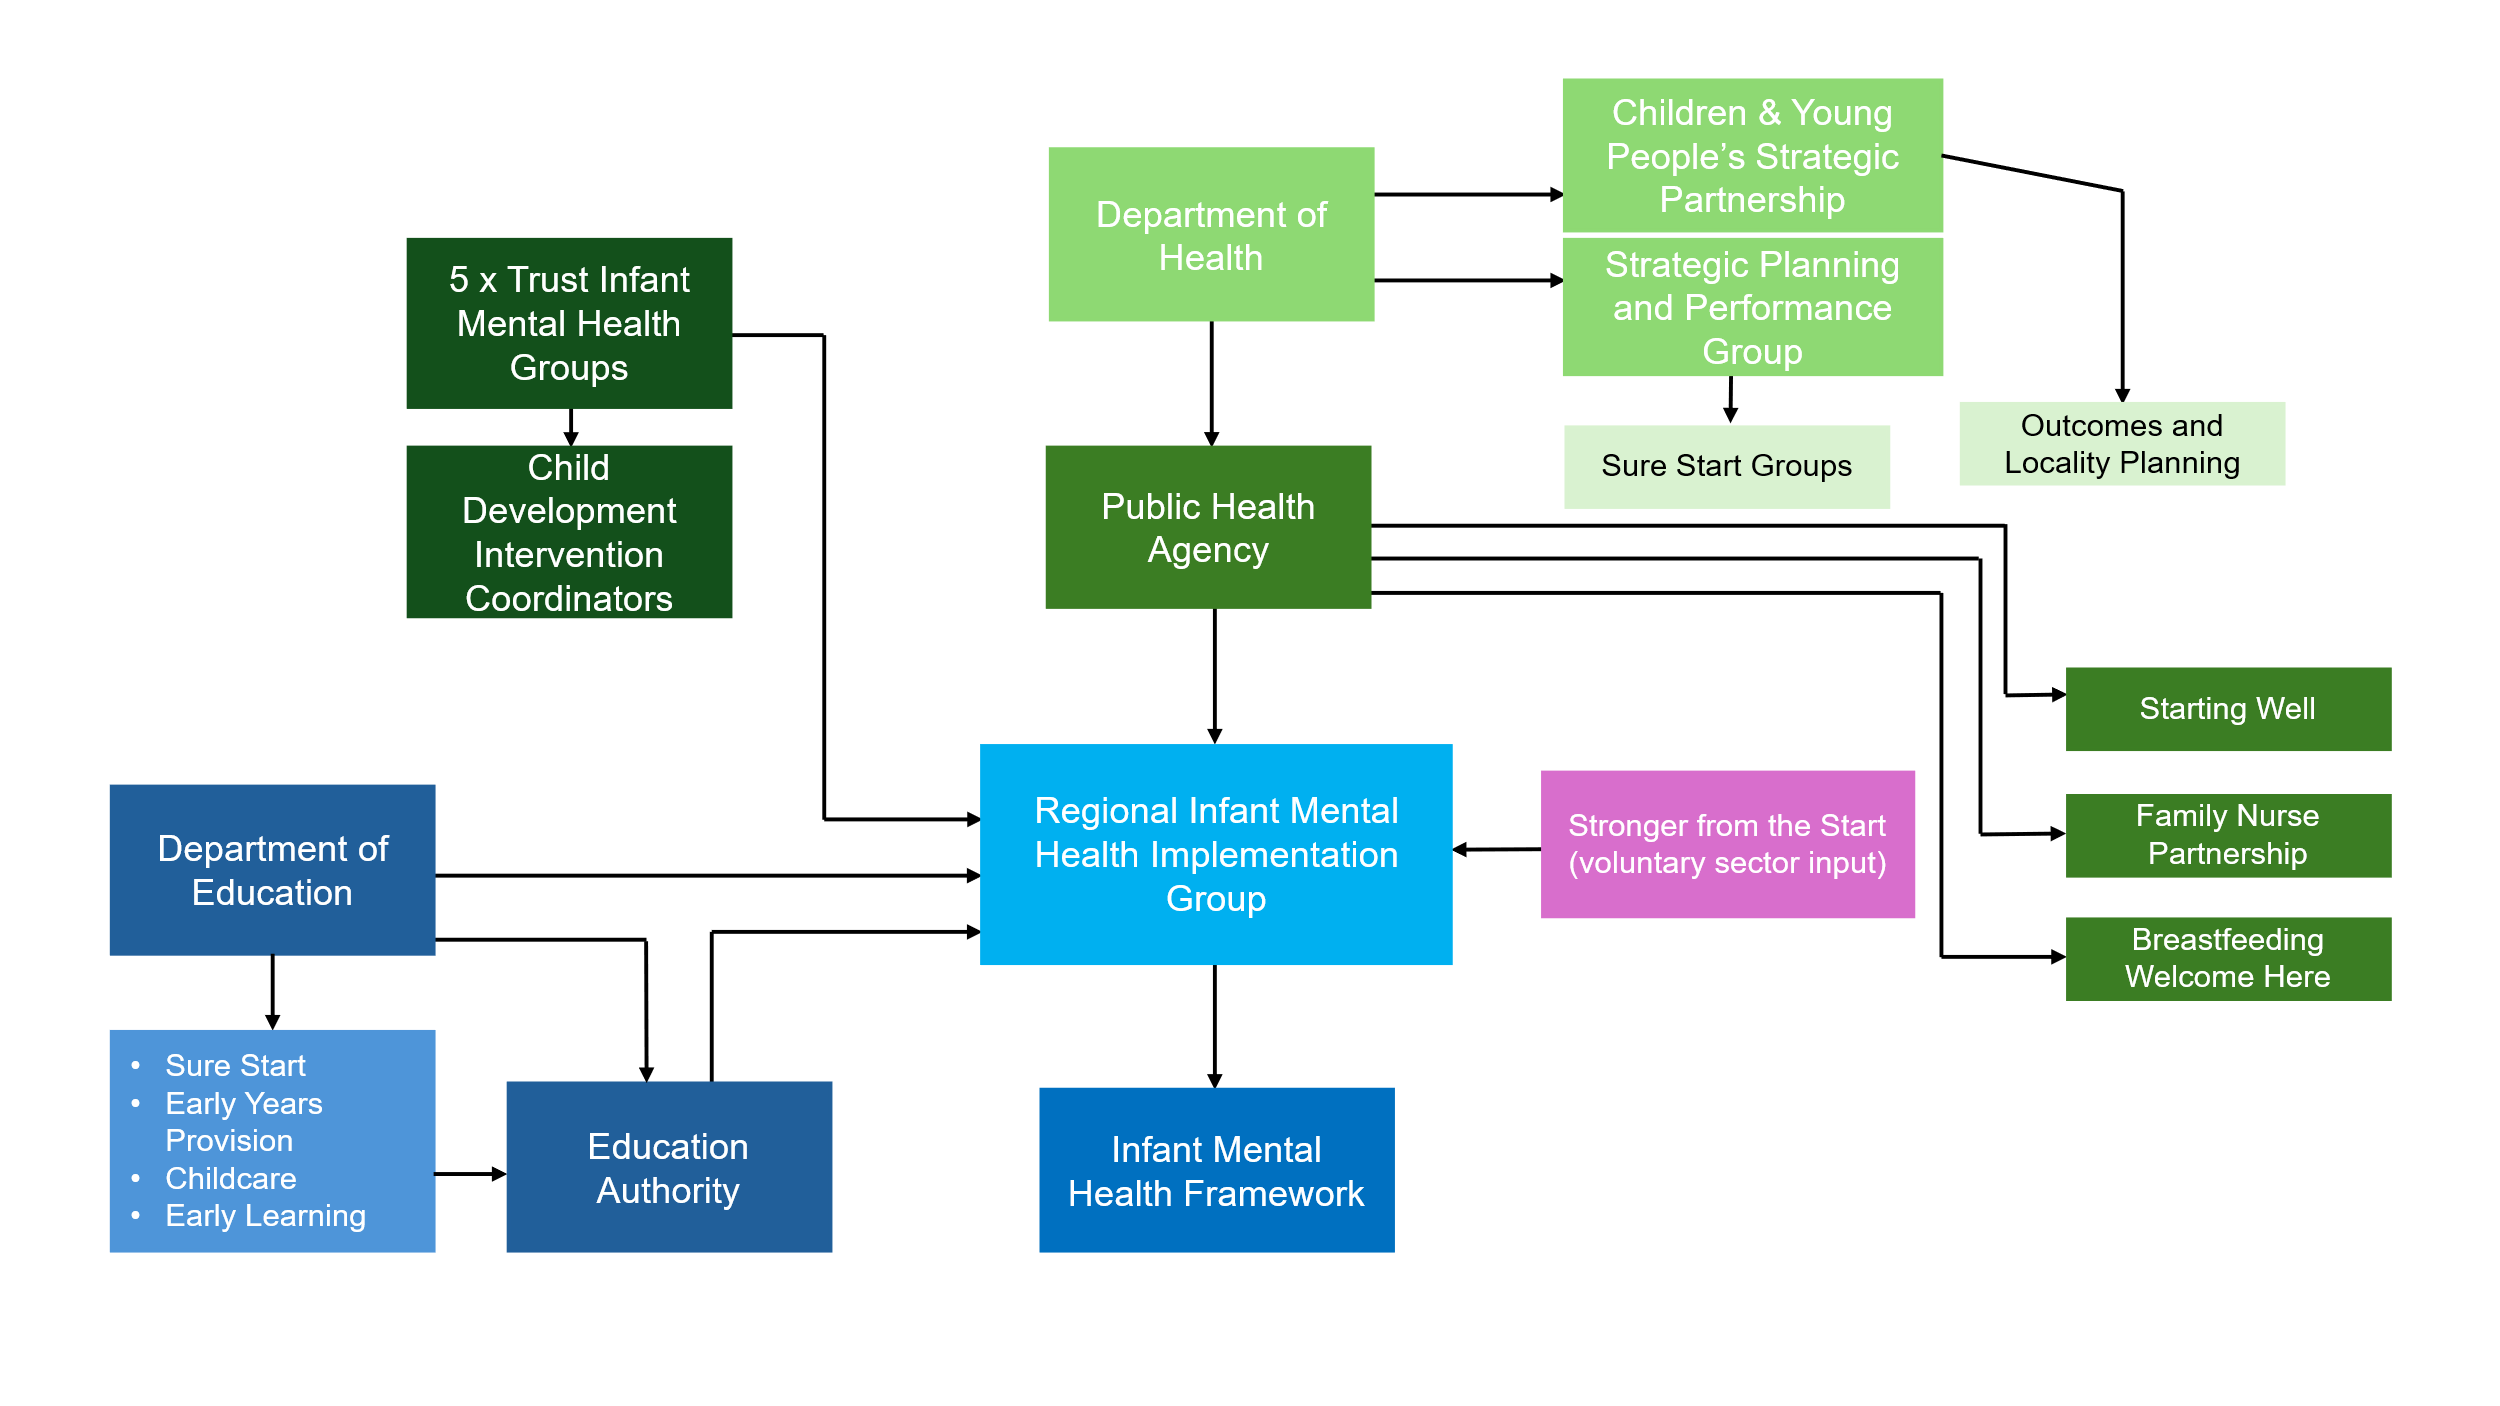 Children & Young
People’s Strategic
Partnership
Department of
Health
5 x Trust Infant
Mental Health
Groups
Strategic Planning
and Performance
Group
Outcomes and
Locality Planning
Sure Start Groups
Child
Development
Intervention
Coordinators
Public Health
Agency
Starting Well
Regional Infant Mental
Health Implementation
Group
Stronger from the Start
(voluntary sector input)
Family Nurse
Partnership
Department of
Education
Breastfeeding
Welcome Here
• Sure Start
• Early Years
Provision
• Childcare
• Early Learning
Education
Authority
Infant Mental
Health Framework